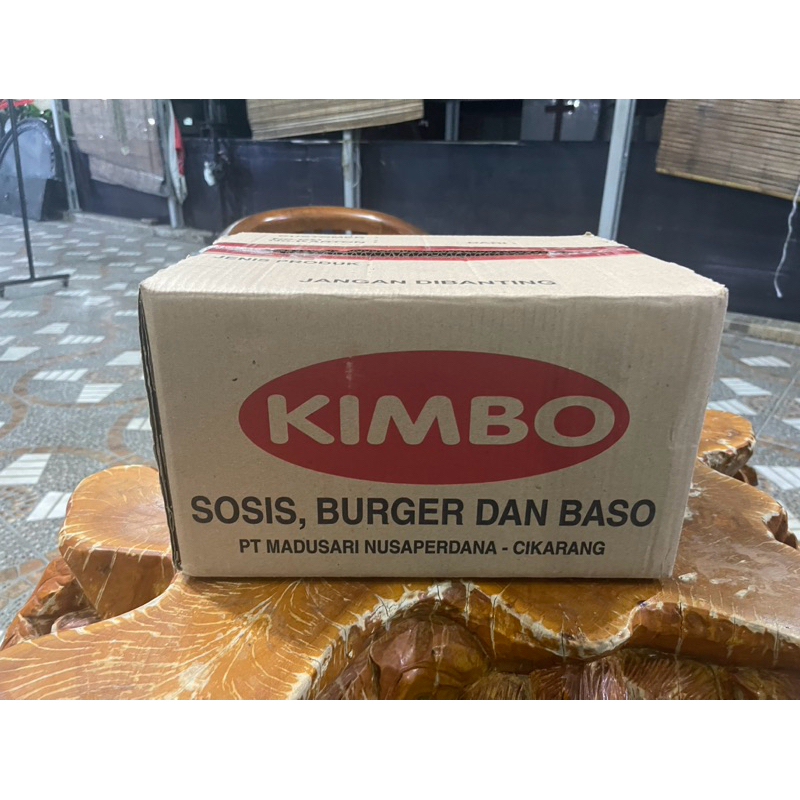 JENIS PRODUK
JANGAN DIBANTING
KIMBO
SOSIS, BURGER DAN BASO
PT MADUSARI NUSAPERDANA - CIKARANG